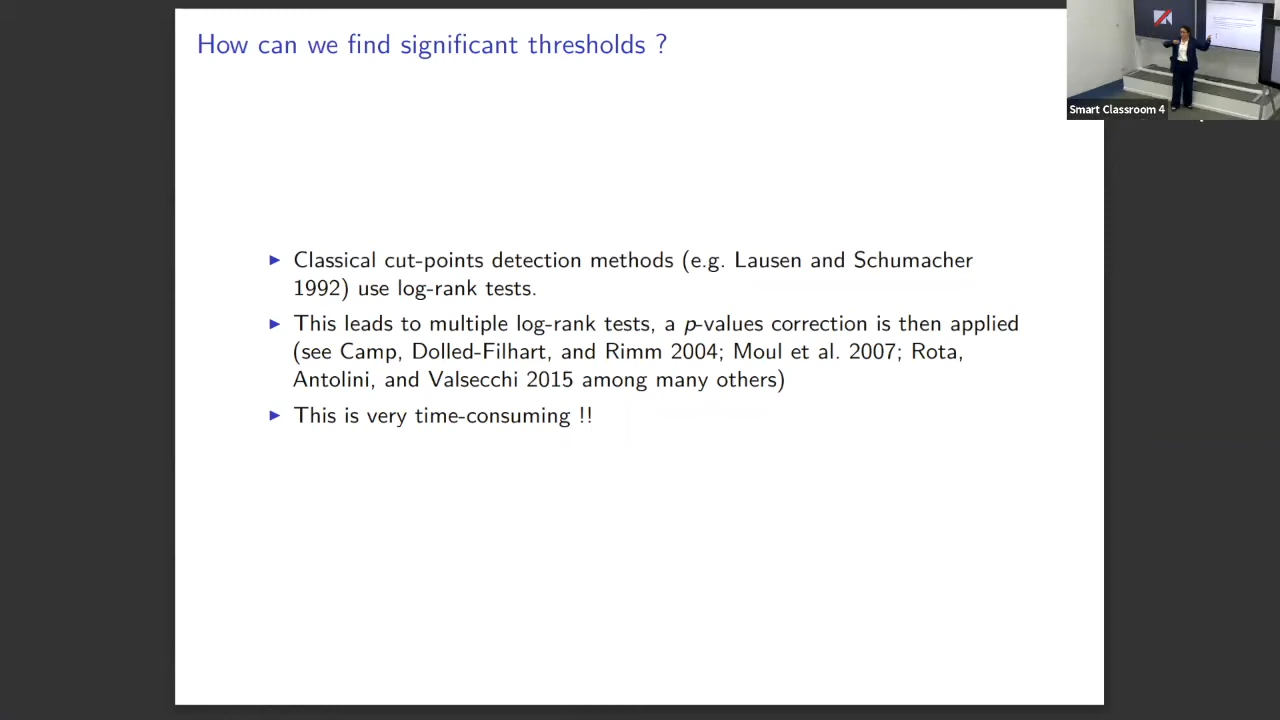 How can we find significant thresholds ?
Smart Classroom 4
▶ Classical cut-points detection methods (e.g. Lausen and Schumacher
1992) use log-rank tests.
▶ This leads to multiple log-rank tests, a p-values correction is then applied
(see Camp, Dolled-Filhart, and Rimm 2004; Moul et al. 2007; Rota,
Antolini, and Valsecchi 2015 among many others)
▶ This is very time-consuming !!